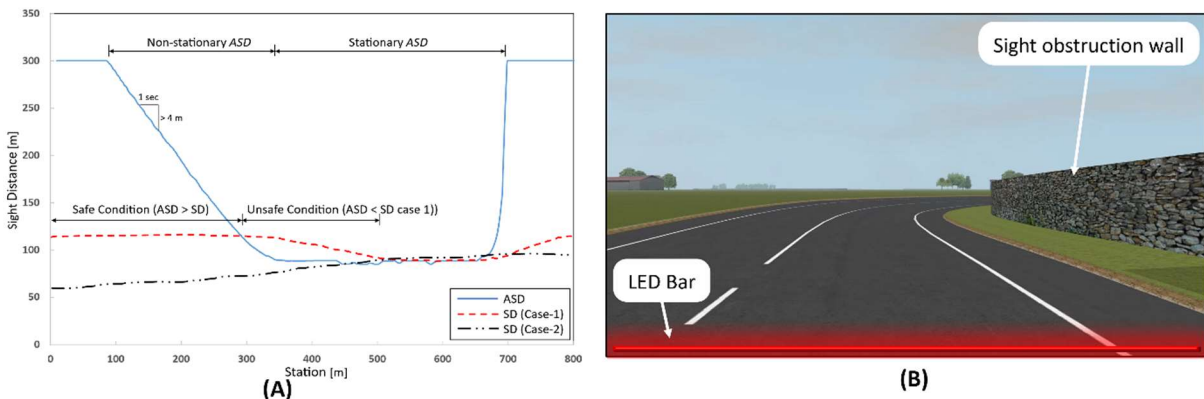 Non-stationary ASD
Stationary ASD
1 sec
> 4 m
Safe Condition (ASD > SD)
Unsafe Condition (ASD < SD case 1))
350
300
250
200
150
100
50
0
Sight Distance [m]
ASD
SD (Case-1)
SD (Case-2)
0 100 200 300 400 500 600 700 800
Station [m]
(A)
Sight obstruction wall
LED Bar
(B)